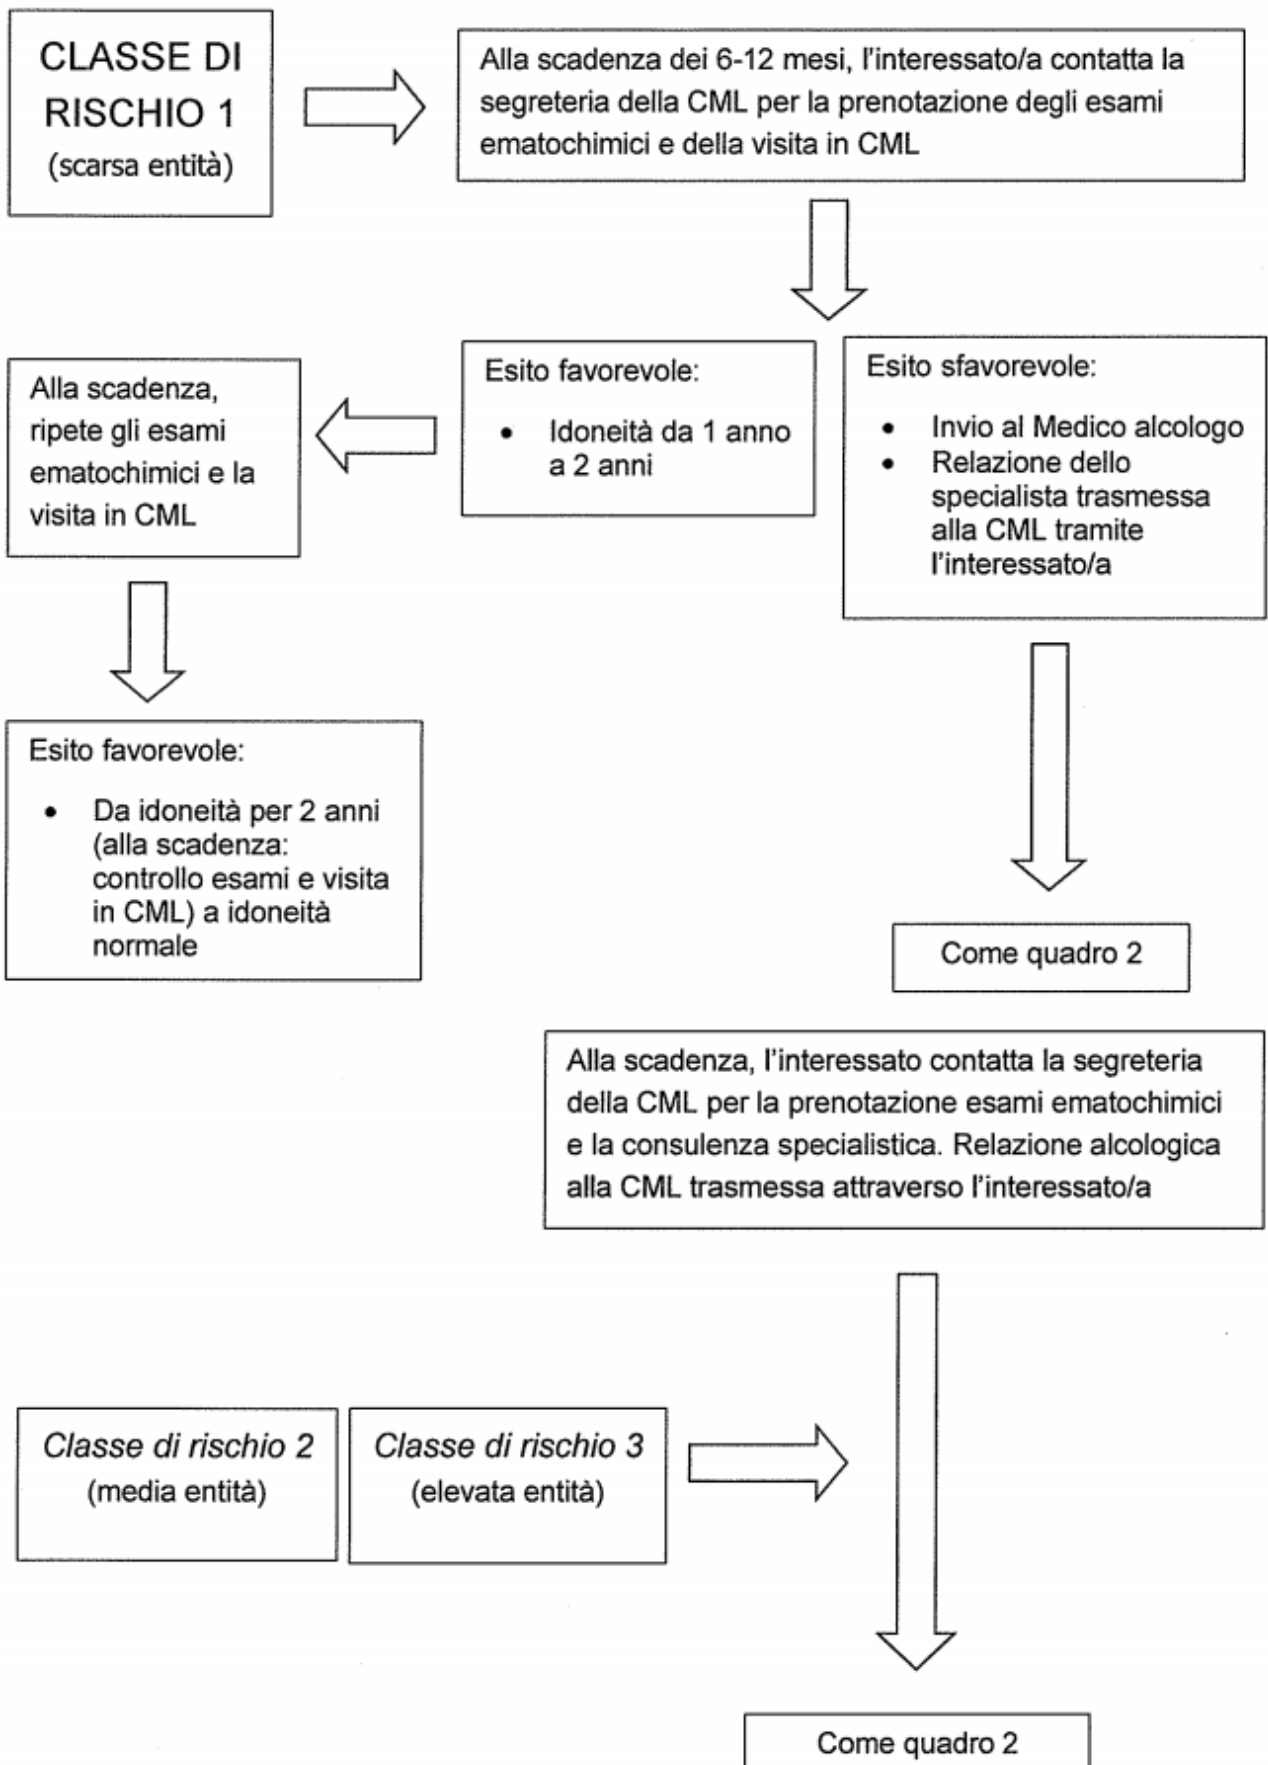 CLASSE DI
RISCHIO 1
(scarsa entità)
Alla scadenza dei 6-12 mesi, l'interessato/a contatta la
segreteria della CML per la prenotazione degli esami
ematochimici e della visita in CML
Alla scadenza,
ripete gli esami
ematochimici e la
visita in CML
Esito favorevole:
• Idoneità da 1 anno
a 2 anni
Esito sfavorevole:
• Invio al Medico alcologo
• Relazione dello
specialista trasmessa
alla CML tramite
l'interessato/a
Esito favorevole:
• Da idoneità per 2 anni
(alla scadenza:
controllo esami e visita
in CML) a idoneità
normale
Come quadro 2
Alla scadenza, l'interessato contatta la segreteria
della CML per la prenotazione esami ematochimici
e la consulenza specialistica. Relazione alcologica
alla CML trasmessa attraverso l'interessato/a
Classe di rischio 2
(media entità)
Classe di rischio 3
(elevata entità)
Come quadro 2